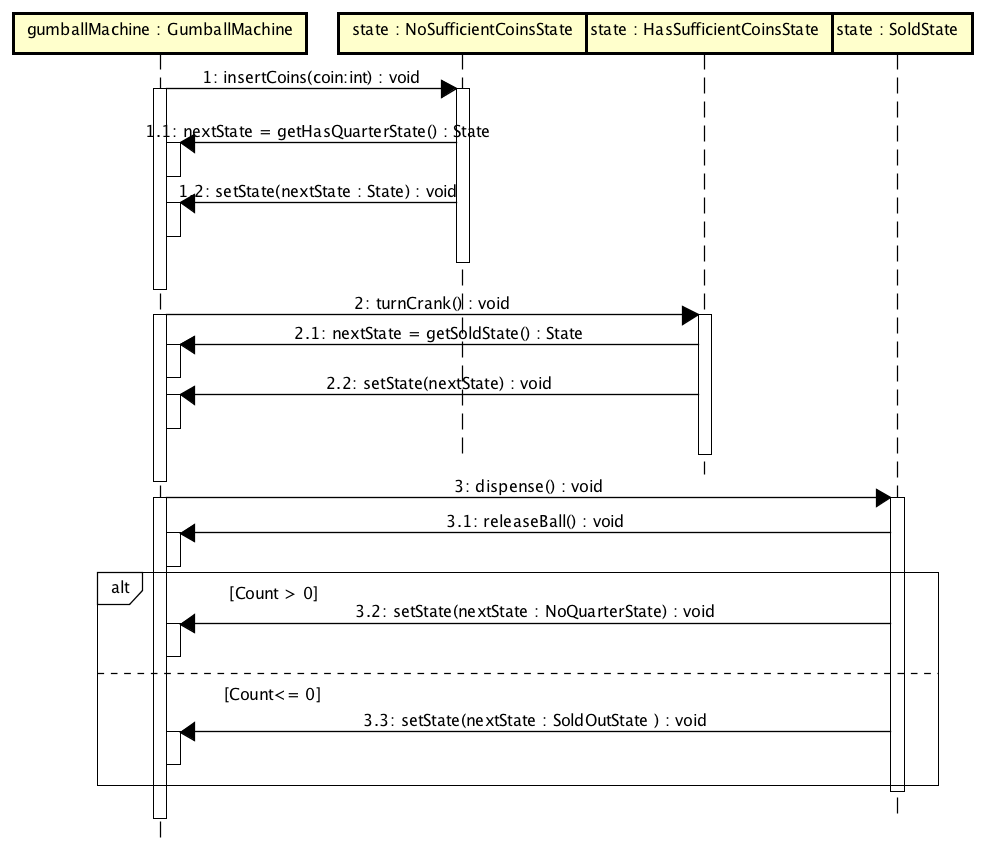 gumballMachine : GumballMachine
state : NoSufficientCoinsState
state : HasSufficientCoinsState
state : SoldState
1: insertCoins(coin:int) : void
1.1: nextState = getHasQuarterState() : State
1.2: setState(nextState : State) : void
2: turnCrank() : void
2.1: nextState = getSoldState() : State
2.2: setState(nextState) : void
3: dispense() : void
3.1: releaseBall() : void
alt
[Count > 0]
3.2: setState(nextState : NoQuarterState) : void
[Count<= 0]
3.3: setState(nextState : SoldOutState ) : void